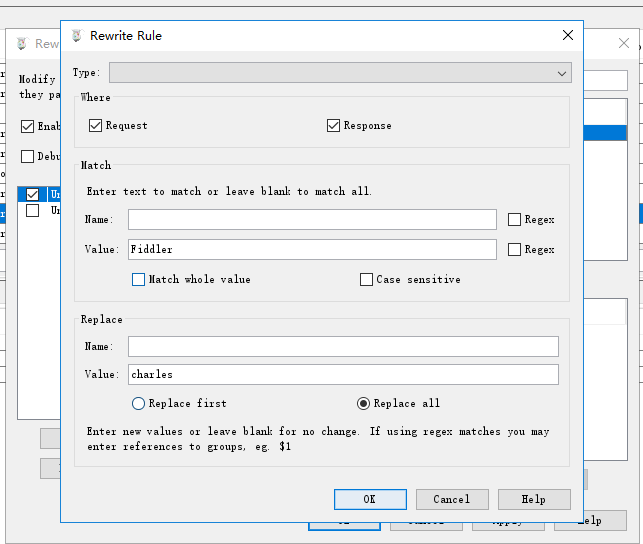 Rew
Rewrite Rule
Modify
they pa
Enab
Debu
Type:
Where
Request
Response
Match
Enter text to match or leave blank to match all.
Name:
Regex
Value: Fiddler
Regex
Match whole value
Case sensitive
Replace
Name:
Value: charles
Replace first
Replace all
Enter new values or leave blank for no change. If using regex matches you may
enter references to groups, eg. $1
OK
Cancel
Help